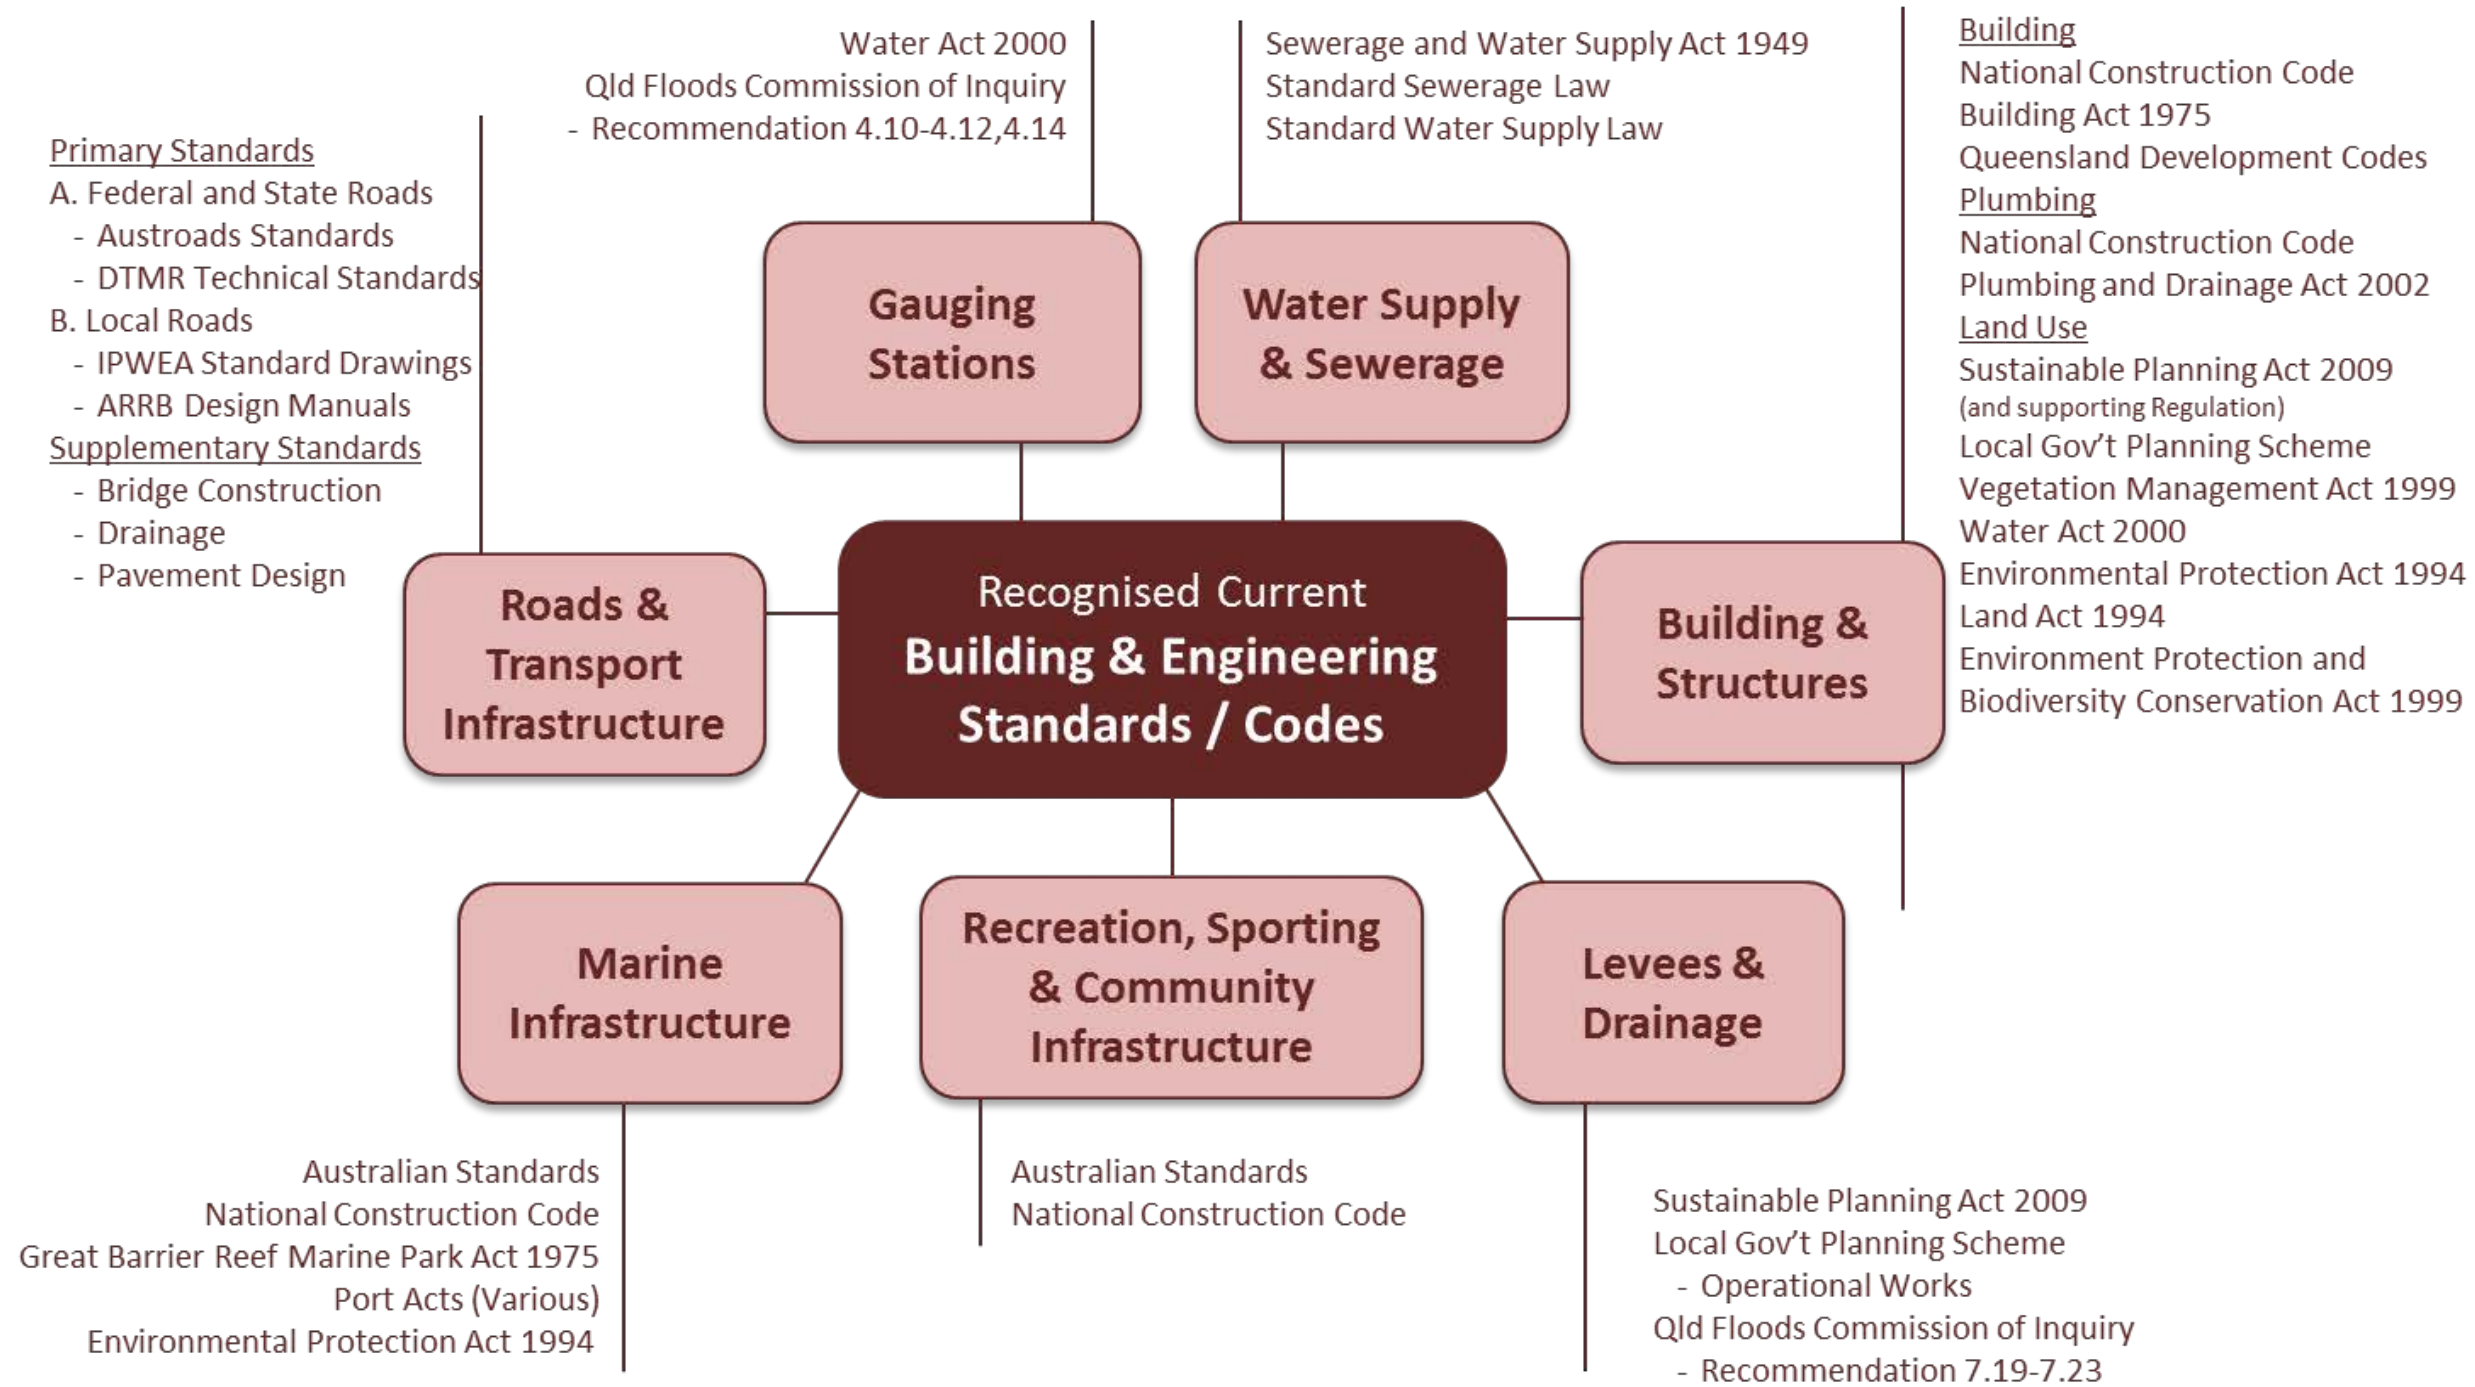 Water Act 2000
Qld Floods Commission of Inquiry
- Recommendation 4.10-4.12,4.14
Sewerage and Water Supply Act 1949
Standard Sewerage Law
Standard Water Supply Law
Building
National Construction Code
Building Act 1975
Queensland Development Codes
Plumbing
National Construction Code
Plumbing and Drainage Act 2002
Land Use
Sustainable Planning Act 2009
(and supporting Regulation)
Local Gov't Planning Scheme
Vegetation Management Act 1999
Water Act 2000
Environmental Protection Act 1994
Land Act 1994
Environment Protection and
Biodiversity Conservation Act 1999
Primary Standards
A. Federal and State Roads
- Austroads Standards
- DTMR Technical Standards
B. Local Roads
- IPWEA Standard Drawings
- ARRB Design Manuals
Supplementary Standards
- Bridge Construction
- Drainage
- Pavement Design
Gauging
Stations
Water Supply
& Sewerage
Roads &
Transport
Infrastructure
Recognised Current
Building & Engineering
Standards / Codes
Building &
Structures
Marine
Infrastructure
Recreation, Sporting
& Community
Infrastructure
Levees &
Drainage
Australian Standards
National Construction Code
Great Barrier Reef Marine Park Act 1975
Port Acts (Various)
Environmental Protection Act 1994
Australian Standards
National Construction Code
Sustainable Planning Act 2009
Local Gov't Planning Scheme
- Operational Works
Qld Floods Commission of Inquiry
- Recommendation 7.19-7.23